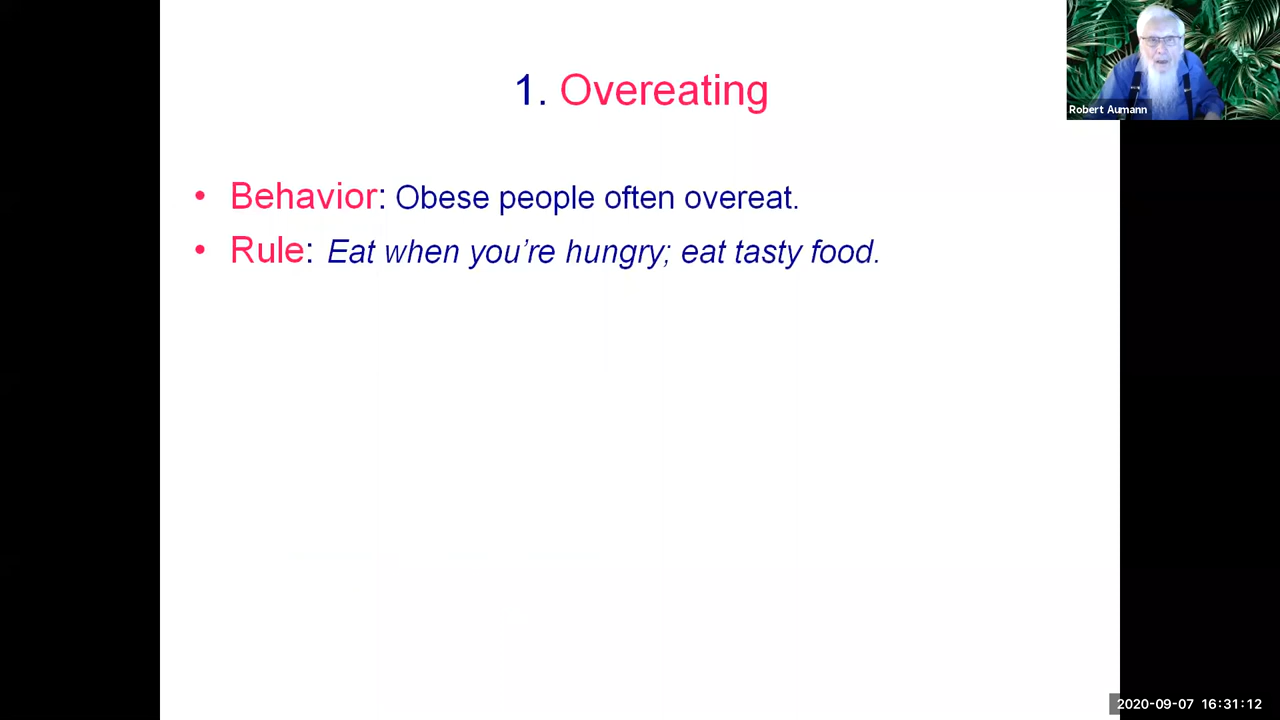 1. Overeating
Robert Aumann
• Behavior: Obese people often overeat.
• Rule: Eat when you're hungry; eat tasty food.
2020-09-07 16:31:12